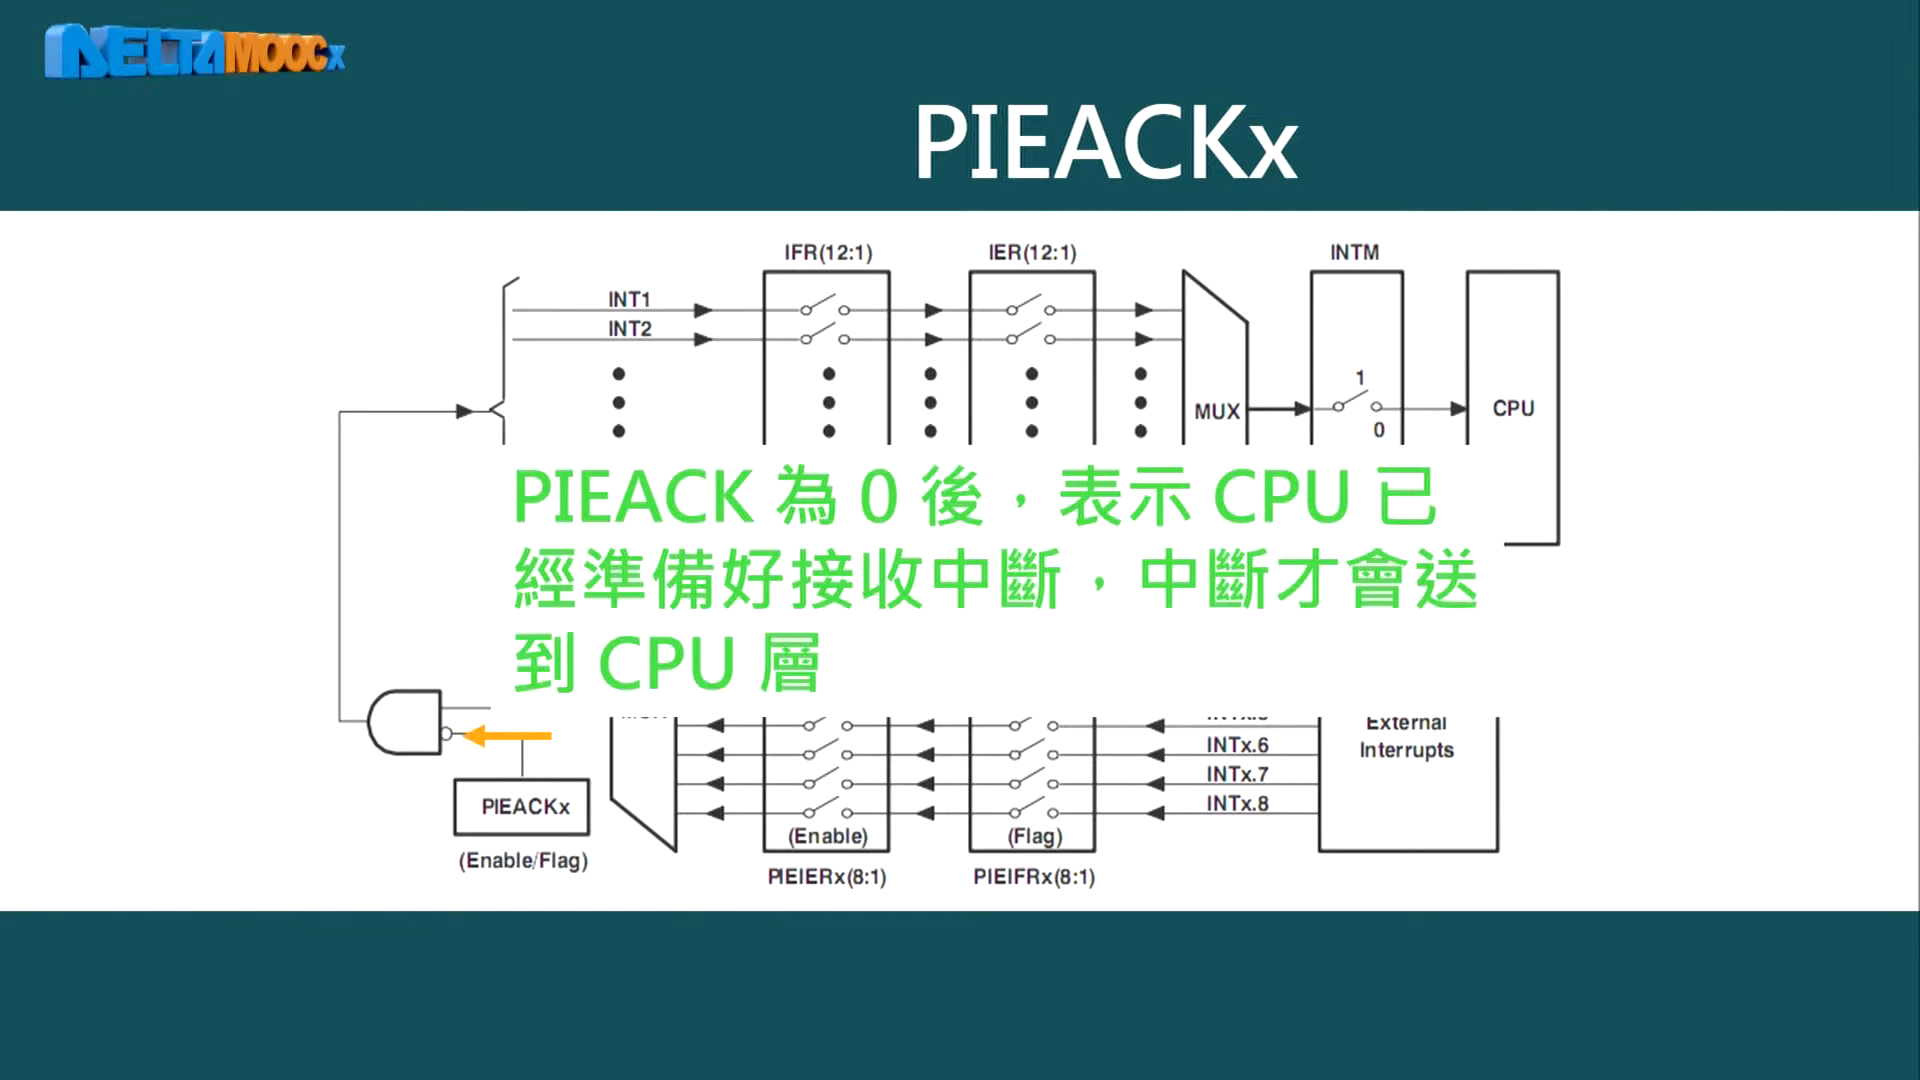 DELTAMOOCx
PIEACKx
IFR(12:1)
IER(12:1)
INTM
INT1
INT2
1
MUX
CPU
0
PIEACK 為 0 後，表示 CPU 已
經準備好接收中斷，中斷才會送
到 CPU 層
External
Interrupts
INTx.6
INTx.7
INTx.8
PIEACKx
(Enable/Flag)
(Enable)
(Flag)
PIEIERx(8:1)
PIEIFRx(8:1)